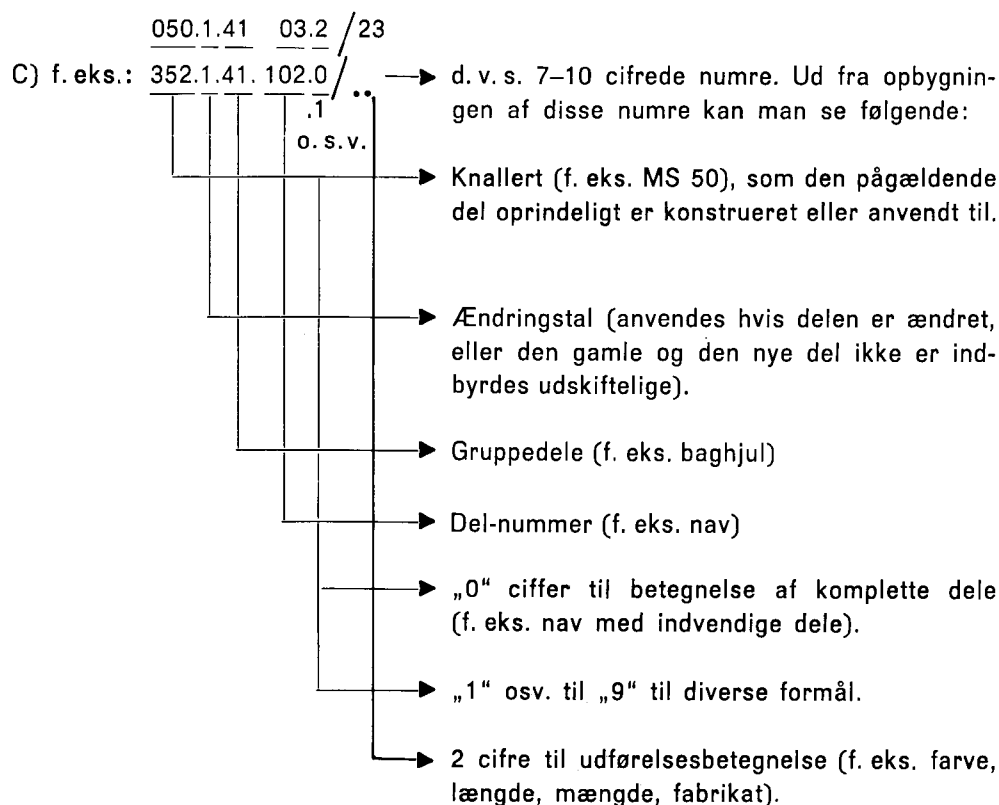 050.1.41 03.2/23
C) f. eks.: 352.1.41.102.0/.. d. v. s. 7–10 cifrede numre. Ud fra opbygnin-
.1 gen af disse numre kan man se følgende:
o. s. v.
Knallert (f. eks. MS 50), som den pågældende
del oprindeligt er konstrueret eller anvendt til.
Ændringstal (anvendes hvis delen er ændret,
eller den gamle og den nye del ikke er ind-
byrdes udskiftelige).
Gruppedele (f. eks. baghjul)
Del-nummer (f. eks. nav)
„0“ ciffer til betegnelse af komplette dele
(f. eks. nav med indvendige dele).
„1“ osv. til „9“ til diverse formål.
2 cifre til udførelsesbetegnelse (f. eks. farve,
længde, mængde, fabrikat).